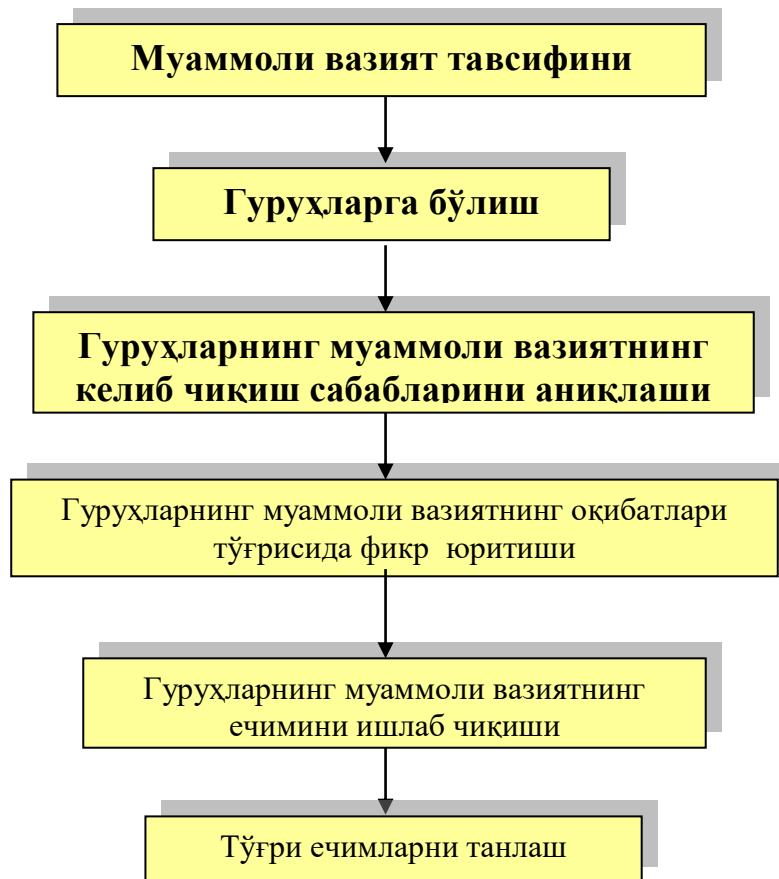 Муаммоли вазият тавсифини
Гуруҳларга бўлиш
Гуруҳларнинг муаммоли вазиятнинг
келиб чиқиш сабабларини аниқлаши
Гуруҳларнинг муаммоли вазиятнинг оқибатлари
тўғрисида фикр юритиши
Гуруҳларнинг муаммоли вазиятнинг
ечимини ишлаб чиқиши
Тўғри ечимларни танлаш